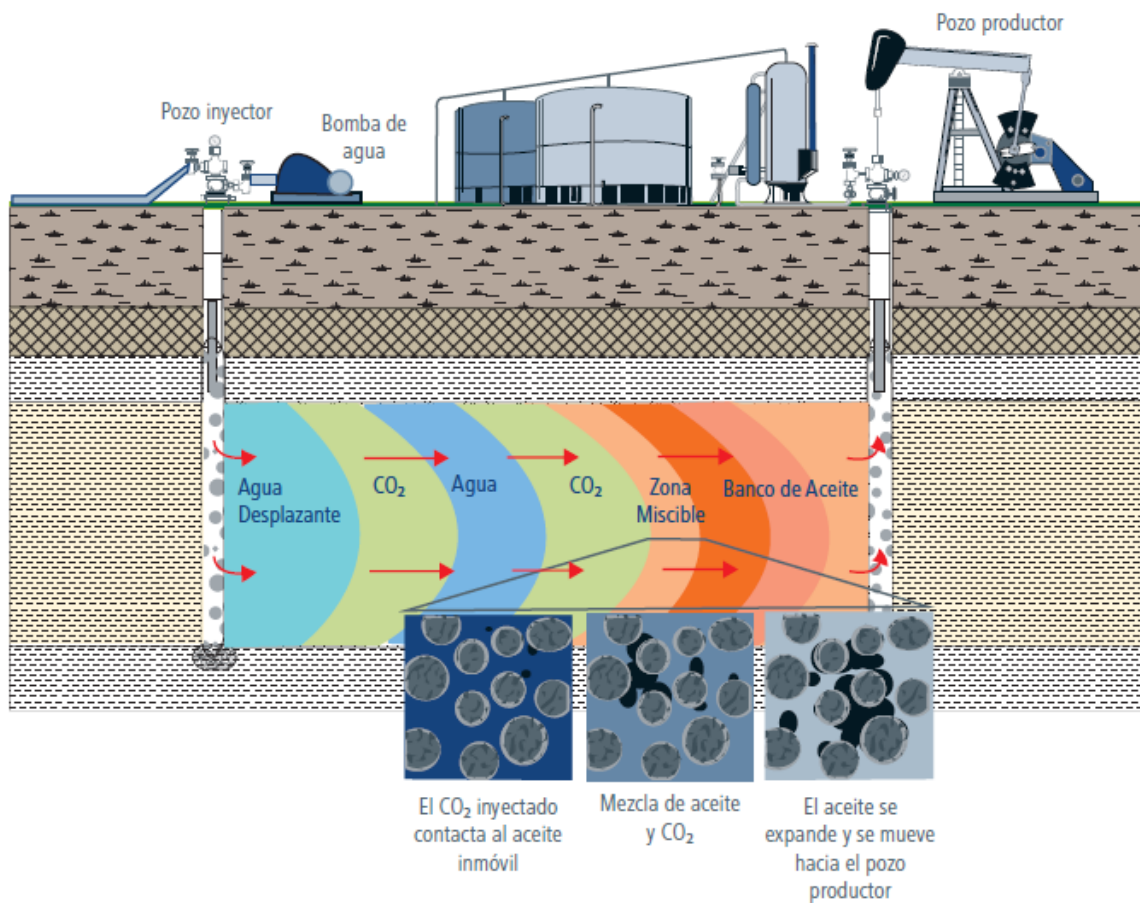 Pozo productor
Pozo inyector
Bomba de
agua
Agua
Desplazante
CO₂
Agua
CO₂
Zona
Miscible
Banco de Aceite
El CO₂ inyectado
contacta al aceite
inmóvil
Mezcla de aceite
y CO₂
El aceite se
expande y se mueve
hacia el pozo
productor